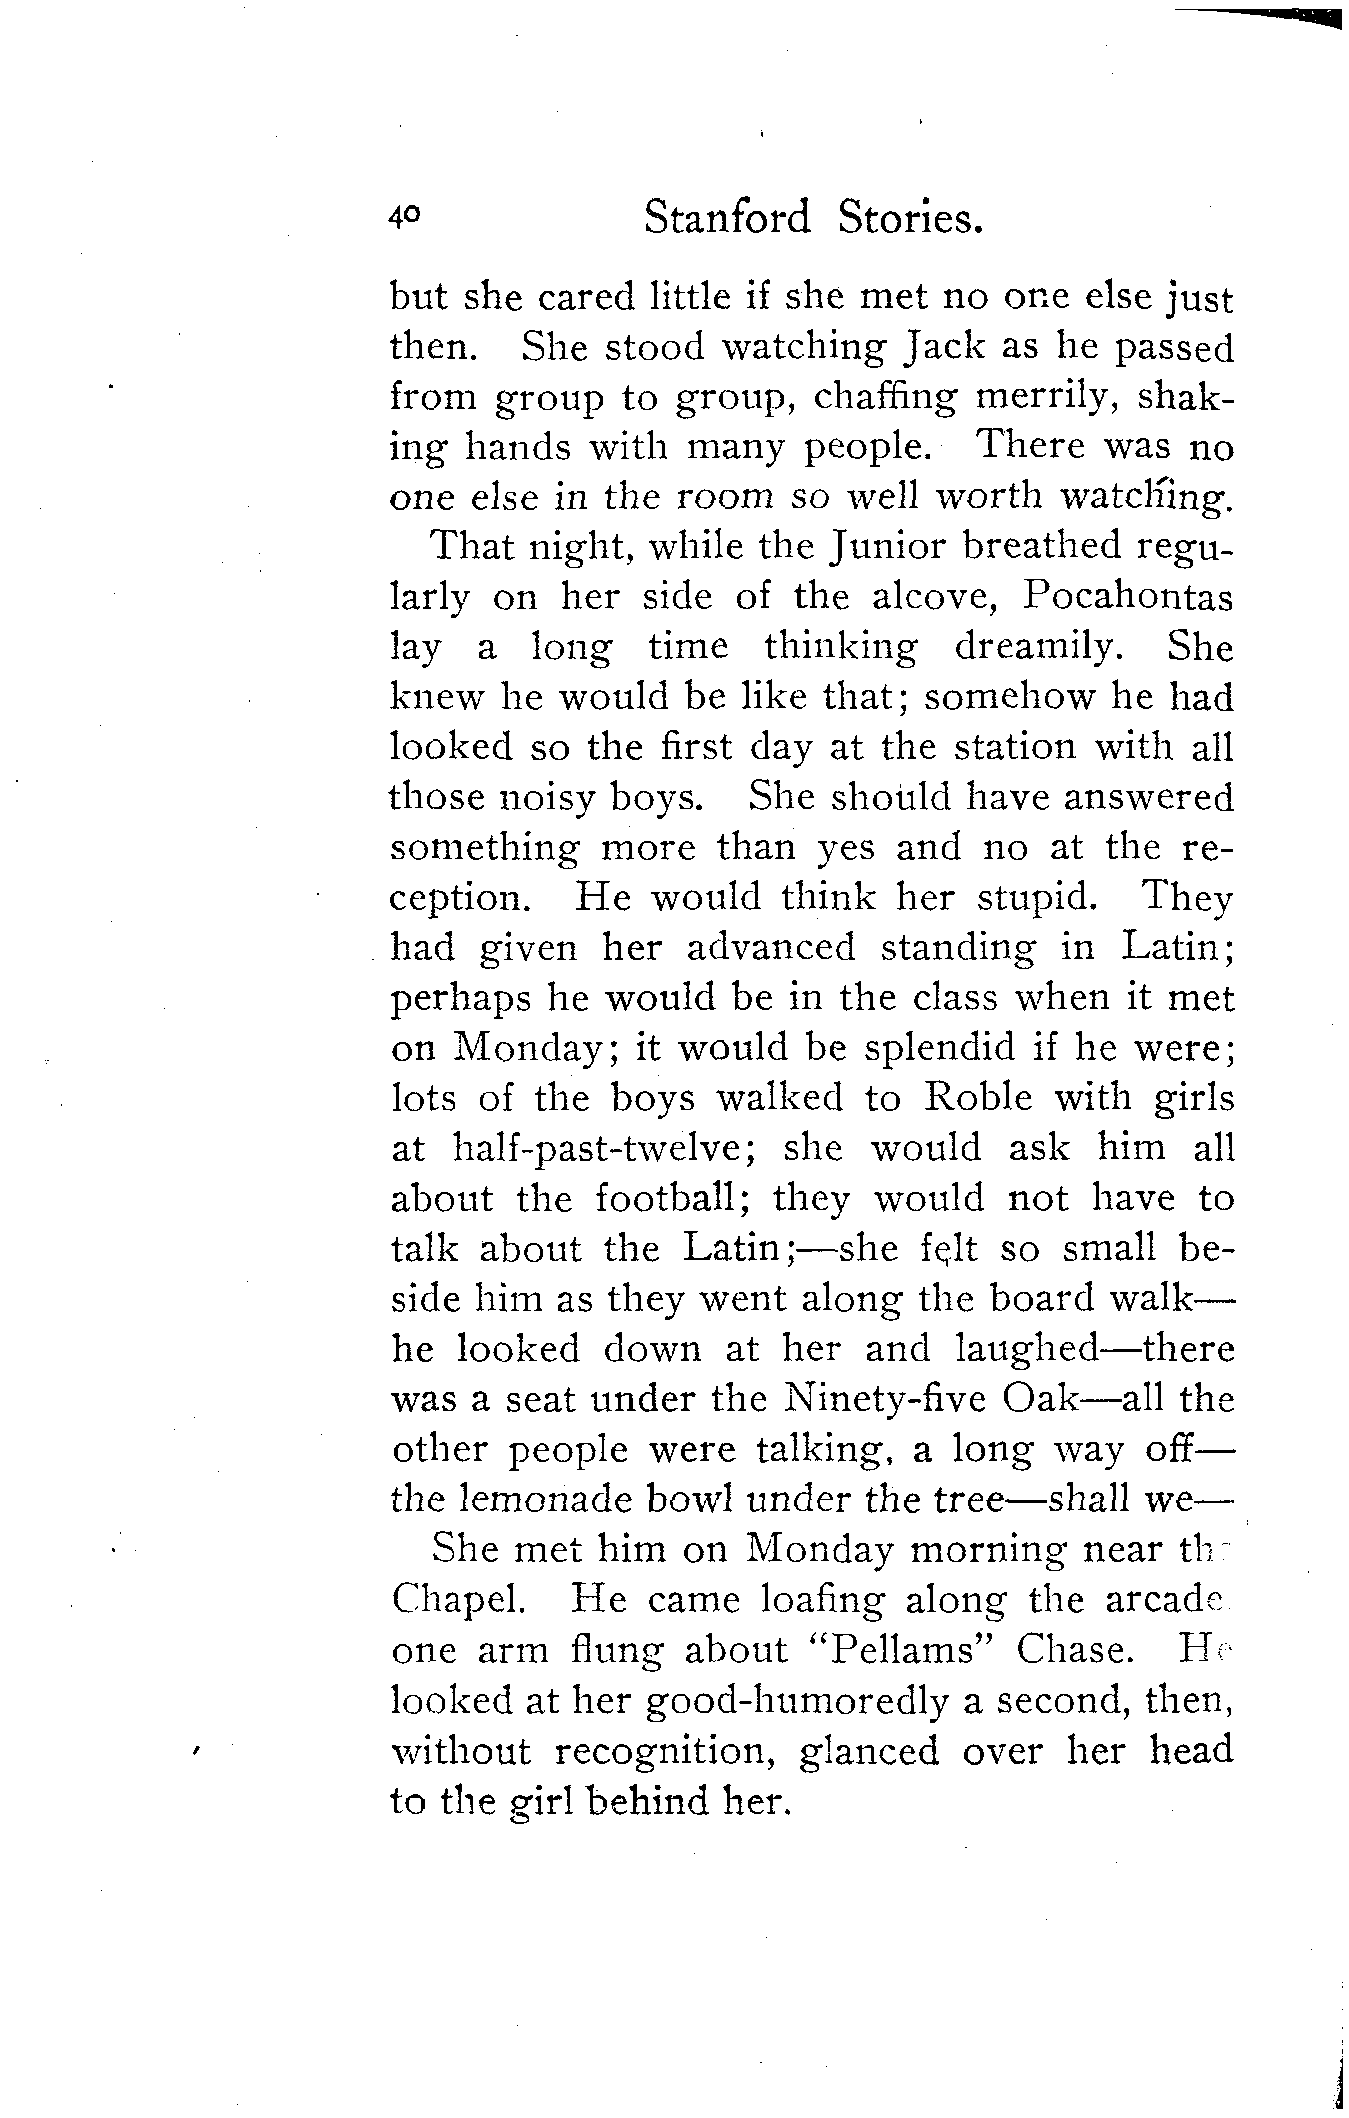 40 Stanford Stories.
but she cared little if she met no one else just
then. She stood watching Jack as he passed
from group to group, chaffing merrily, shak-
ing hands with many people. There was no
one else in the room so well worth watching.
That night, while the Junior breathed regu-
larly on her side of the alcove, Pocahontas
lay a long time thinking dreamily. She
knew he would be like that; somehow he had
looked so the first day at the station with all
those noisy boys. She should have answered
something more than yes and no at the re-
ception. He would think her stupid. They
had given her advanced standing in Latin;
perhaps he would be in the class when it met
on Monday; it would be splendid if he were;
lots of the boys walked to Roble with girls
at half-past-twelve; she would ask him all
about the football; they would not have to
talk about the Latin;—she felt so small be-
side him as they went along the board walk—
he looked down at her and laughed—there
was a seat under the Ninety-five Oak—all the
other people were talking, a long way off—
the lemonade bowl under the tree—shall we—
She met him on Monday morning near the
Chapel. He came loafing along the arcade
one arm flung about “Pellams” Chase. He
looked at her good-humoredly a second, then,
without recognition, glanced over her head
to the girl behind her.